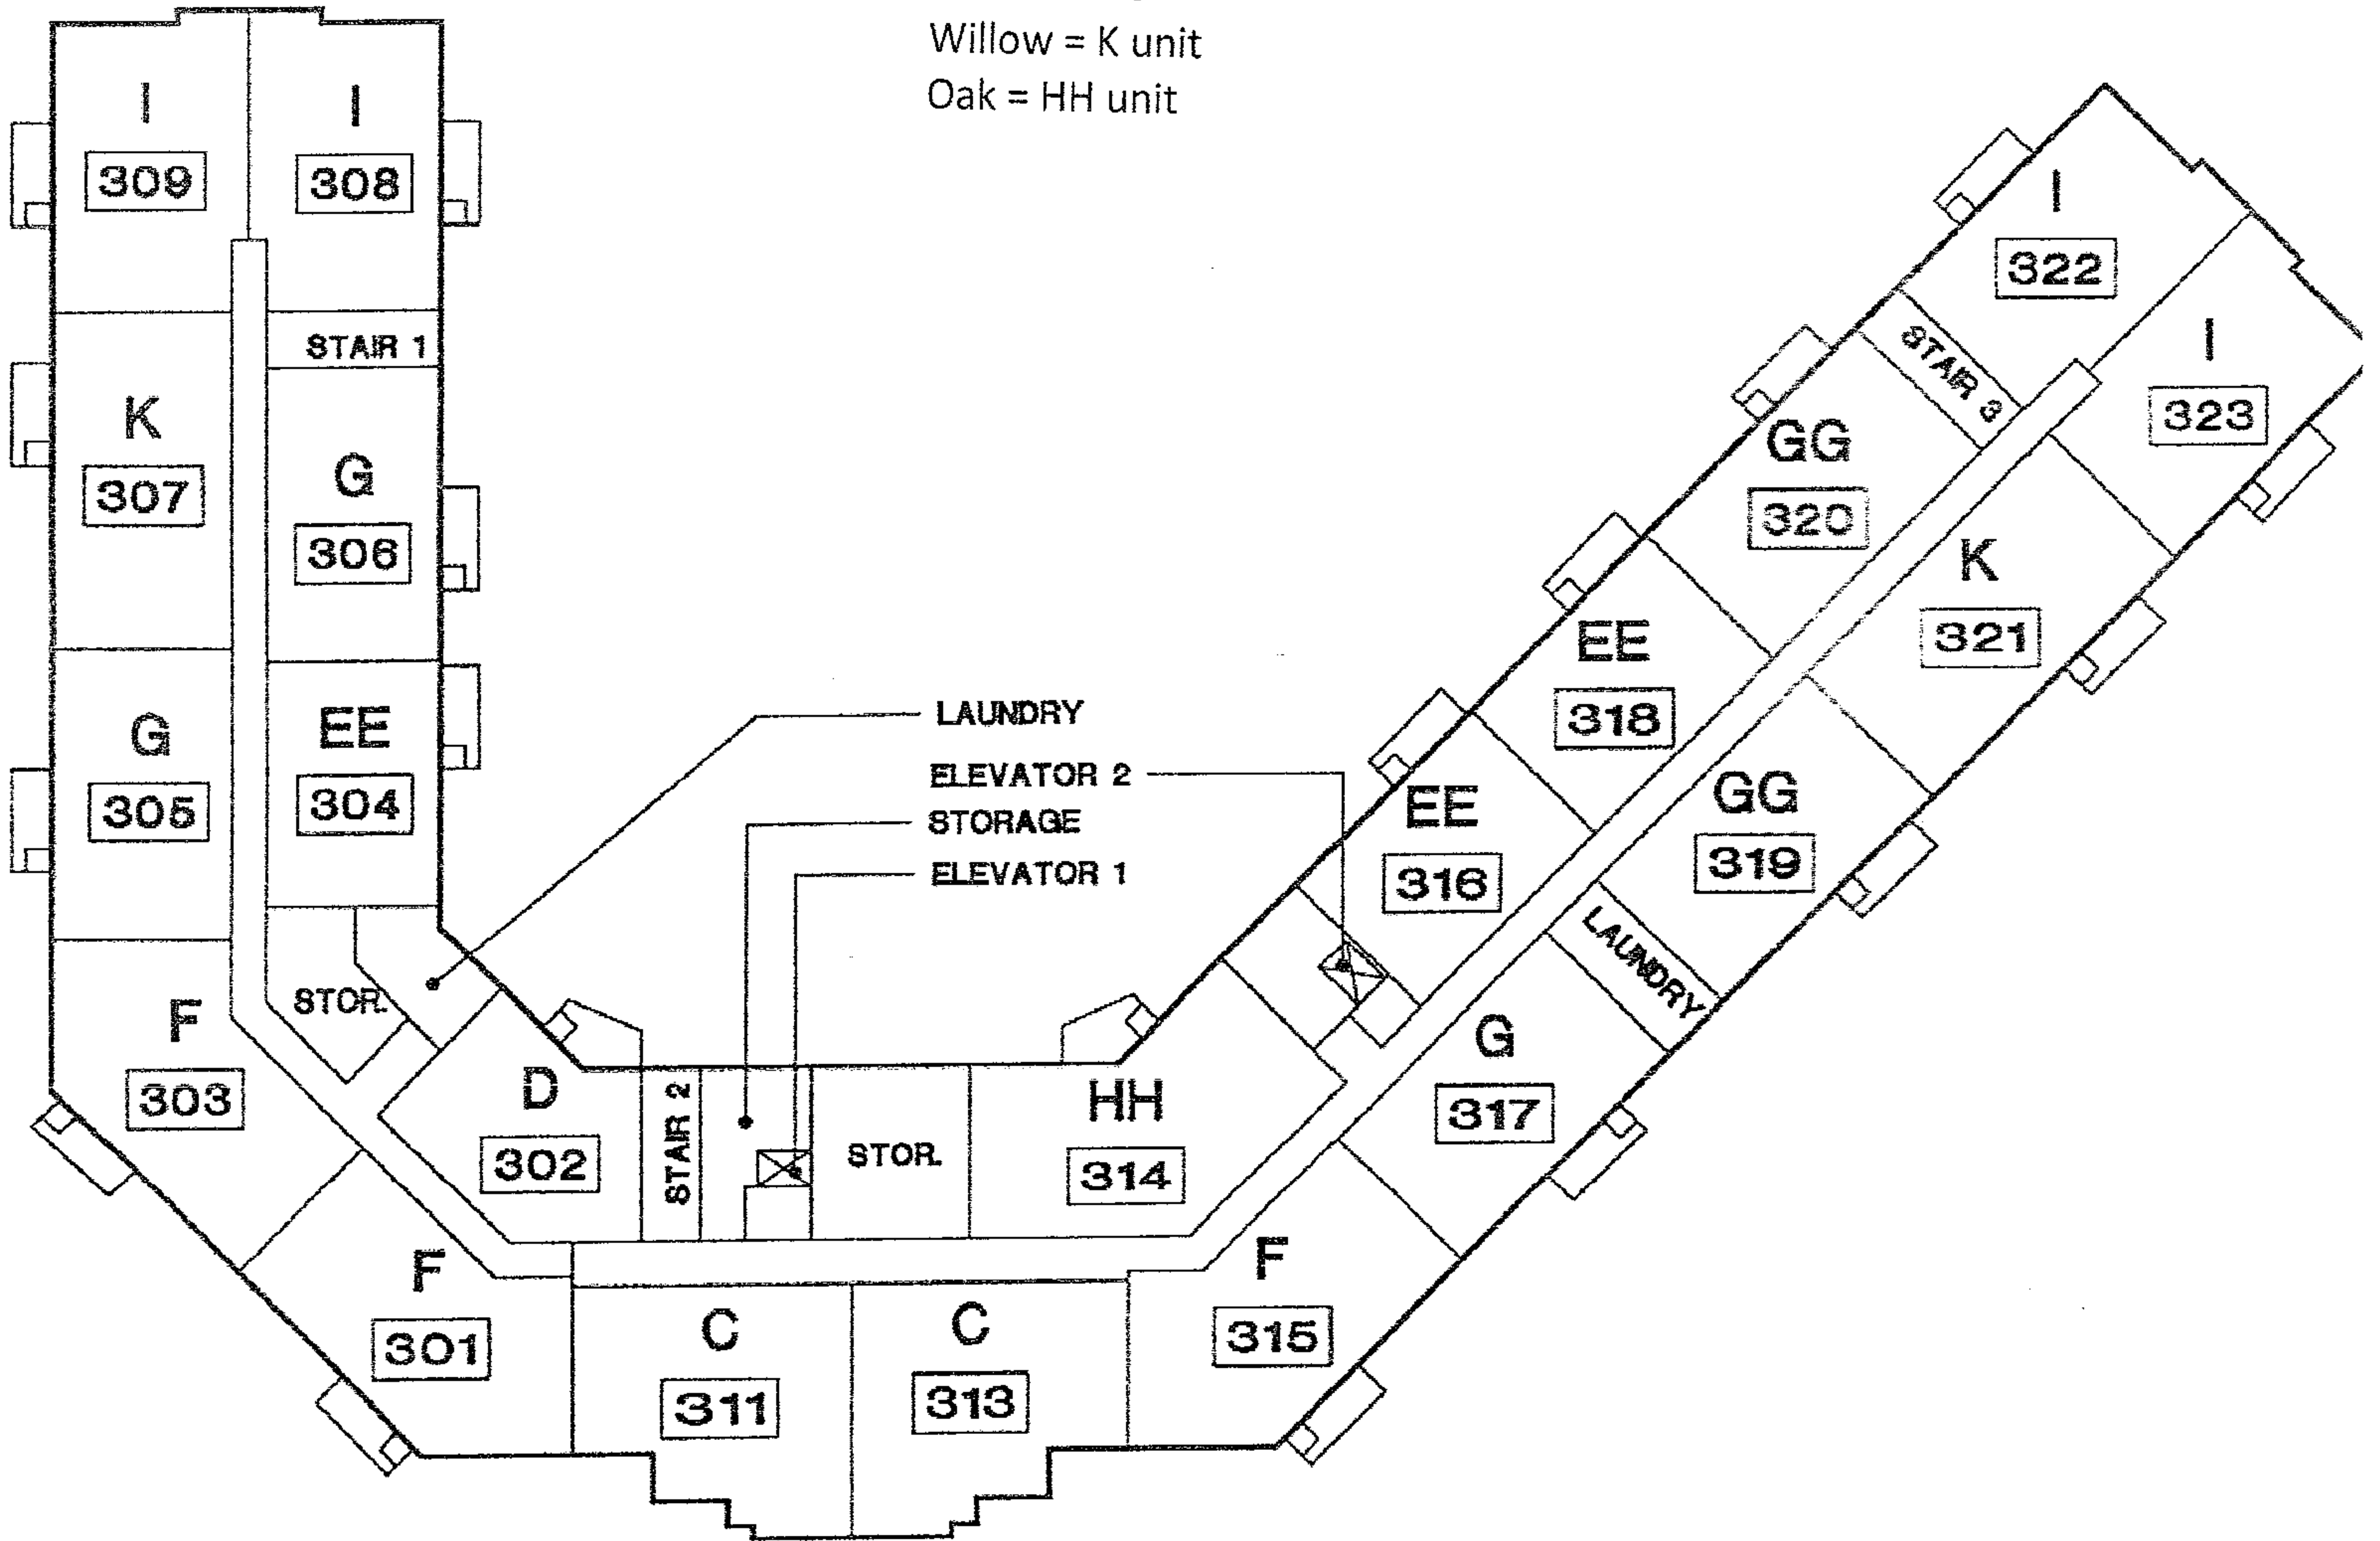 Willow = K unit
Oak = HH unit
I
309
I
308
STAIR 1
K
307
G
306
G
305
EE
304
F
303
STOR.
LAUNDRY
ELEVATOR 2
STORAGE
ELEVATOR 1
D
302
STAIR 2
STOR.
HH
314
F
301
C
311
C
313
F
315
G
317
LAUNDRY
GG
319
EE
316
EE
318
GG
320
K
321
STAIR 3
I
322
I
323